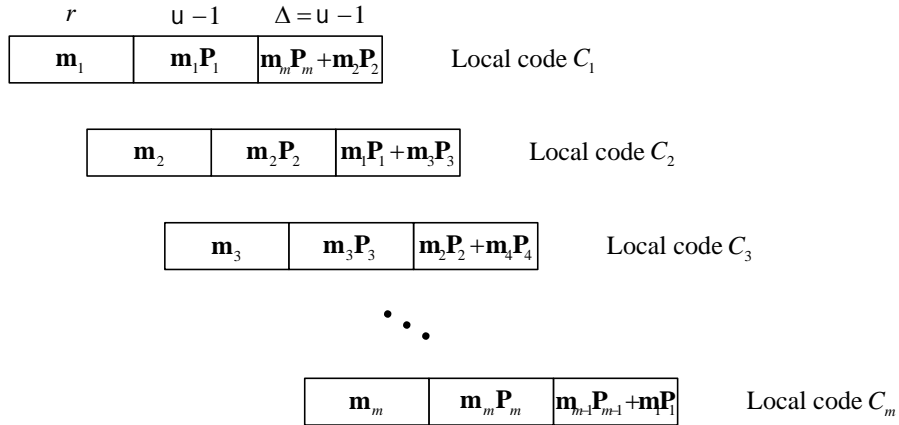 r u − 1 Δ = u − 1
m₁ m₁P₁ mₘPₘ + m₂P₂ Local code C₁
m₂ m₂P₂ m₁P₁ + m₃P₃ Local code C₂
m₃ m₃P₃ m₂P₂ + m₄P₄ Local code C₃
mₘ mₘPₘ mₘ₋₁Pₘ₋₁ + m₁P₁ Local code Cₘ